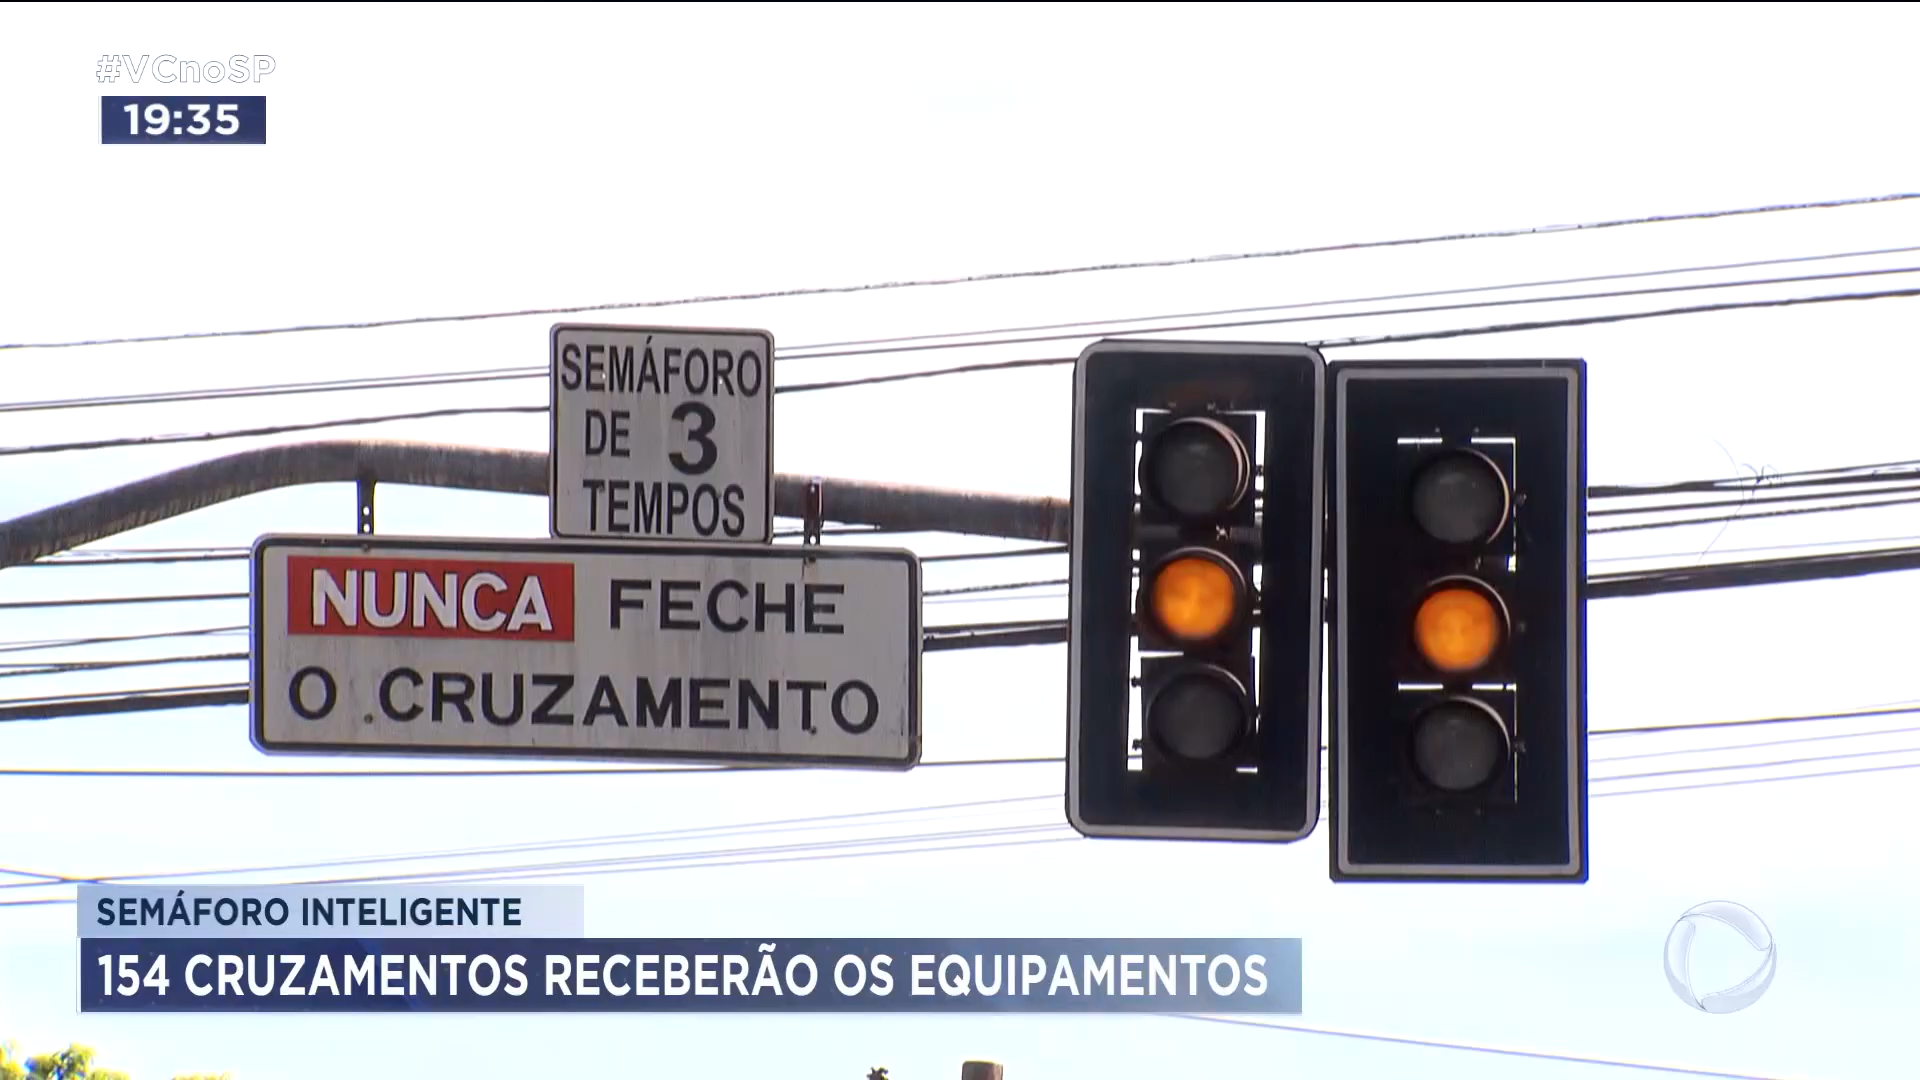 #VCnoSP
19:35
SEMÁFORO
DE 3
TEMPOS
NUNCA FECHE
O CRUZAMENTO
SEMÁFORO INTELIGENTE
154 CRUZAMENTOS RECEBERÃO OS EQUIPAMENTOS